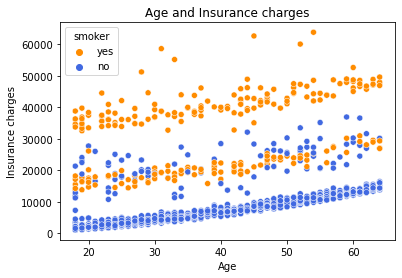 Age and Insurance charges
smoker
yes
no
Insurance charges
60000
50000
40000
30000
20000
10000
0
20
30
40
50
60
Age